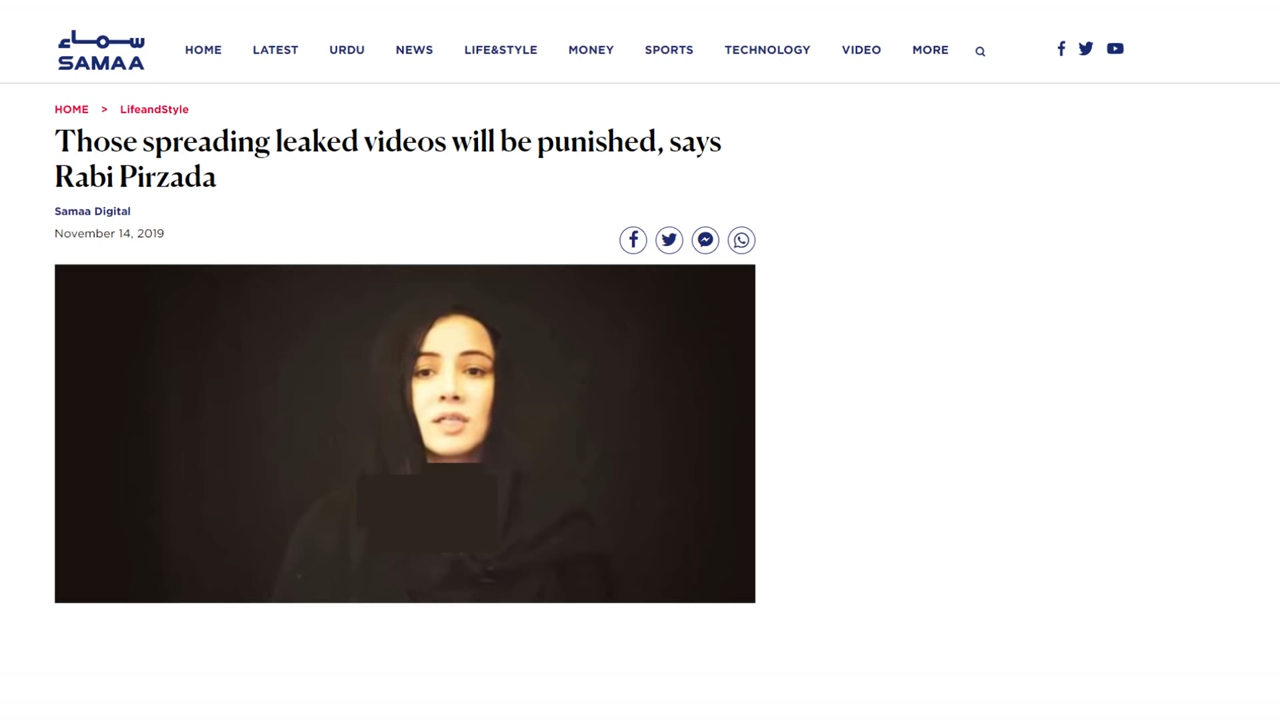 سماء
SAMAA
HOME LATEST URDU NEWS LIFE&STYLE MONEY SPORTS TECHNOLOGY VIDEO MORE
HOME > LifeandStyle
Those spreading leaked videos will be punished, says
Rabi Pirzada
Samaa Digital
November 14, 2019